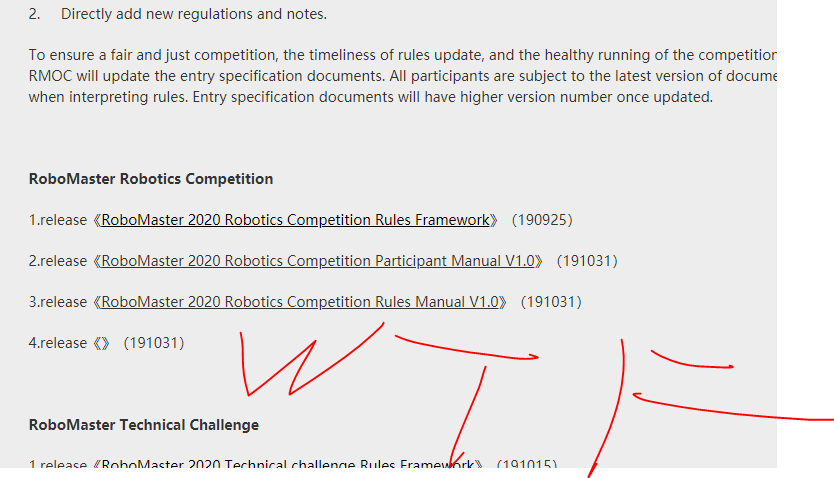 2. Directly add new regulations and notes.
To ensure a fair and just competition, the timeliness of rules update, and the healthy running of the competition
RMOC will update the entry specification documents. All participants are subject to the latest version of docume
when interpreting rules. Entry specification documents will have higher version number once updated.
RoboMaster Robotics Competition
1.release《RoboMaster 2020 Robotics Competition Rules Framework》（190925）
2.release《RoboMaster 2020 Robotics Competition Participant Manual V1.0》（191031）
3.release《RoboMaster 2020 Robotics Competition Rules Manual V1.0》（191031）
4.release《》（191031）
WTF
RoboMaster Technical Challenge
1.release《RoboMaster 2020 Technical challenge Rules Framework》（191015）